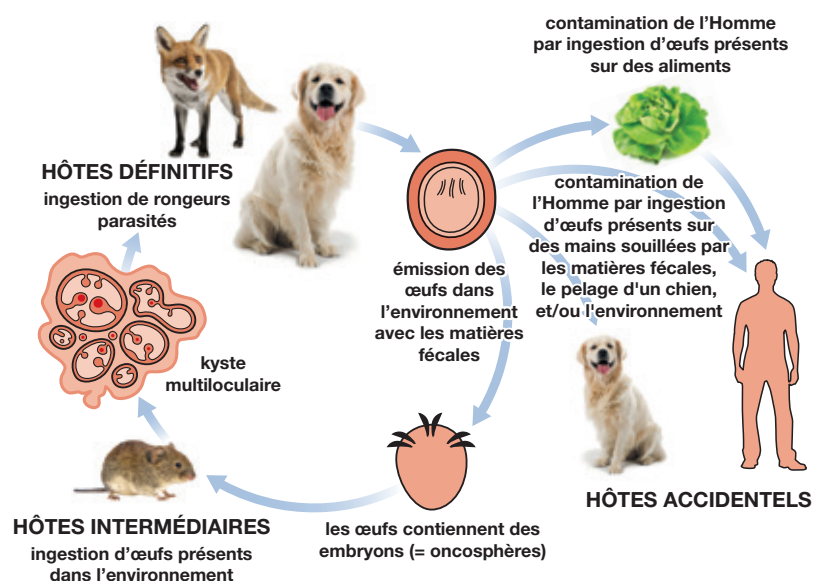 contamination de l’Homme
par ingestion d’œufs présents
sur des aliments
HÔTES DÉFINITIFS
ingestion de rongeurs
parasités
contamination de
l’Homme par ingestion
d’œufs présents sur
des mains souillées par
les matières fécales,
le pelage d'un chien,
et/ou l'environnement
émission des
œufs dans
l’environnement
avec les matières
fécales
kyste
multiloculaire
HÔTES INTERMÉDIAIRES
ingestion d’œufs présents
dans l’environnement
les œufs contiennent des
embryons (= oncosphères)
HÔTES ACCIDENTELS